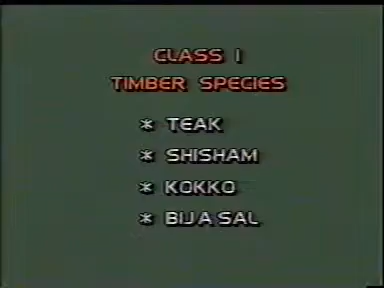 CLASS I
TIMBER SPECIES
* TEAK
* SHISHAM
* KOKKO
* BIJA SAL